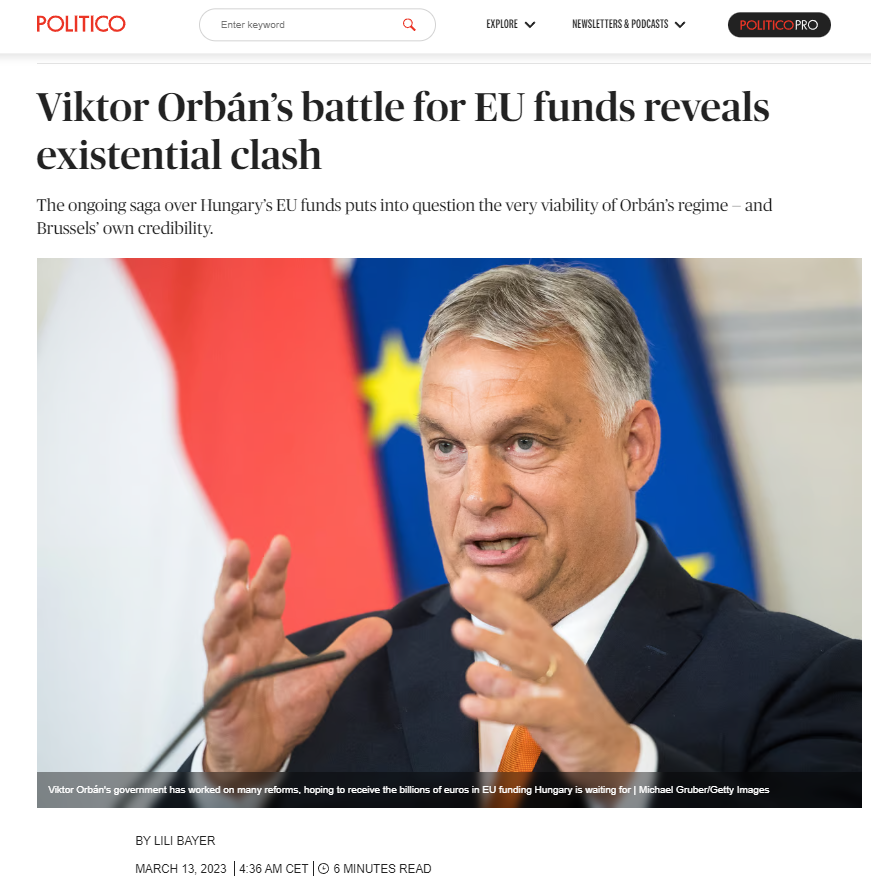 POLITICO
Enter keyword
EXPLORE
NEWSLETTERS & PODCASTS
POLITICOPRO
Viktor Orbán’s battle for EU funds reveals
existential clash
The ongoing saga over Hungary’s EU funds puts into question the very viability of Orbán’s regime – and
Brussels’ own credibility.
Viktor Orbán's government has worked on many reforms, hoping to receive the billions of euros in EU funding Hungary is waiting for | Michael Gruber/Getty Images
BY LILI BAYER
MARCH 13, 2023 | 4:36 AM CET | 6 MINUTES READ